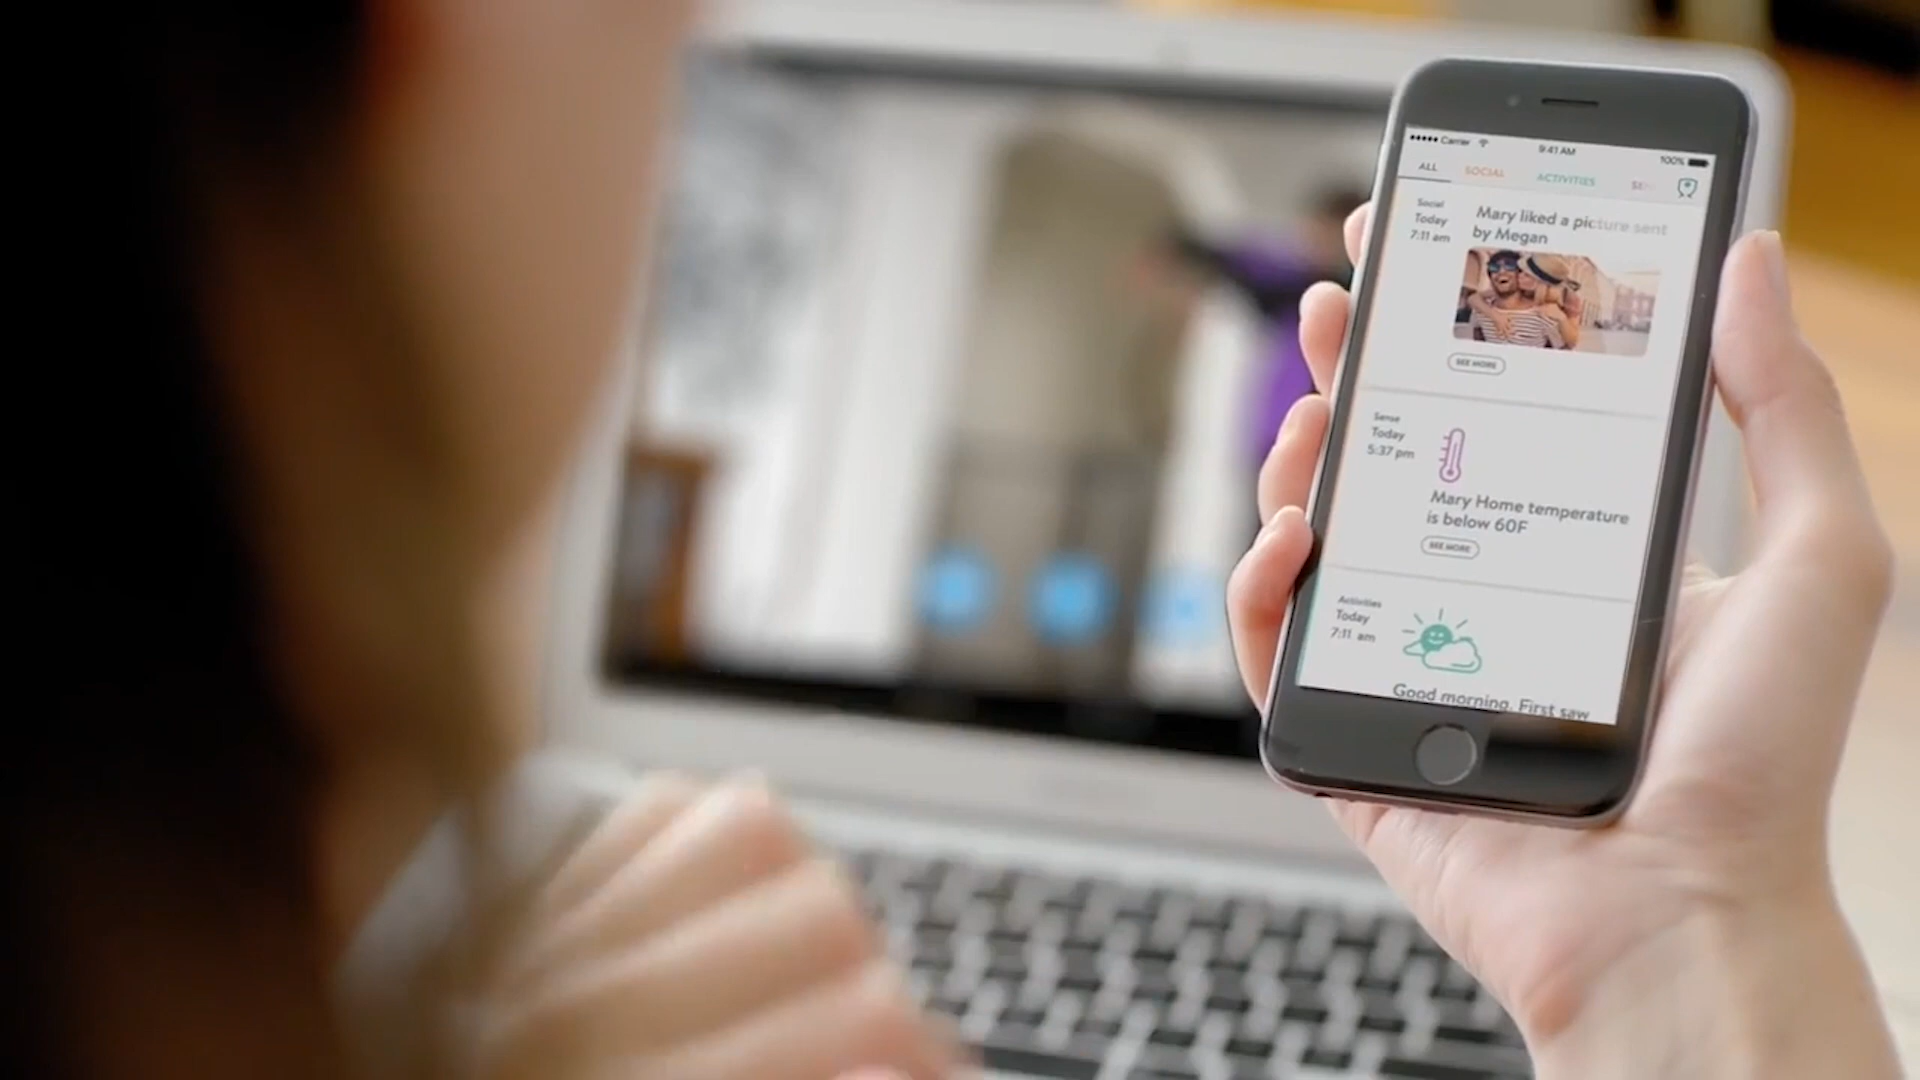 Carrier 9:41 AM 100%
ALL SOCIAL ACTIVITIES
Social
Today
7:11 am
Mary liked a picture sent
by Megan
SEE MORE
Sense
Today
5:37 pm
Mary Home temperature
is below 60F
SEE MORE
Activities
Today
7:11 am
Good morning. First saw